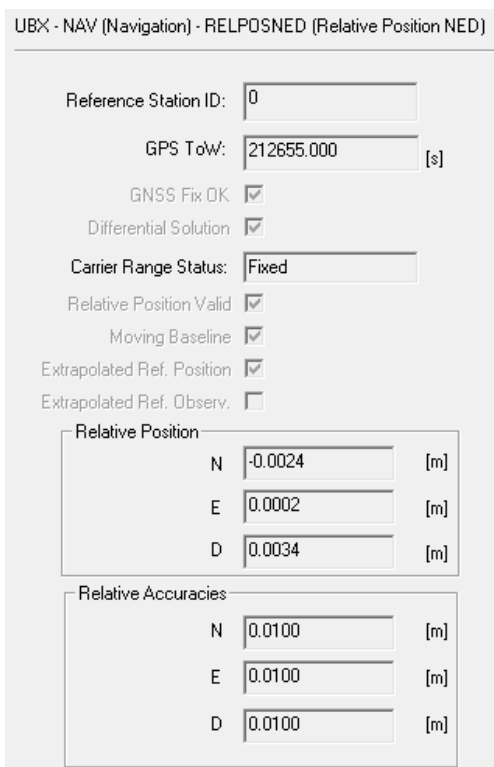 UBX - NAV (Navigation) - RELPOSNED (Relative Position NED)
Reference Station ID: 0
GPS ToW: 212655.000 [s]
GNSS Fix OK
Differential Solution
Carrier Range Status: Fixed
Relative Position Valid
Moving Baseline
Extrapolated Ref. Position
Extrapolated Ref. Observ.
Relative Position
N -0.0024 [m]
E 0.0002 [m]
D 0.0034 [m]
Relative Accuracies
N 0.0100 [m]
E 0.0100 [m]
D 0.0100 [m]